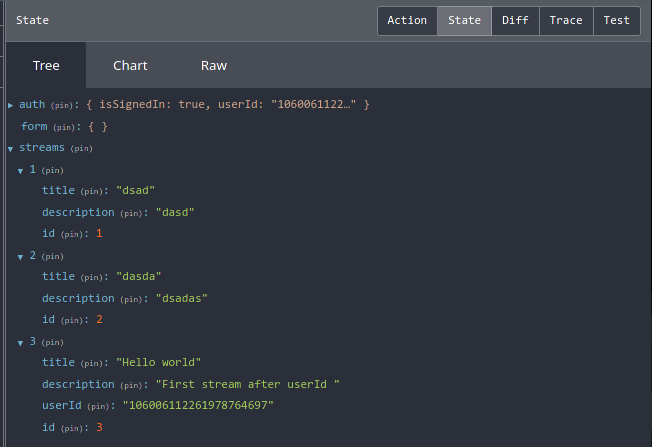 State Action State Diff Trace Test
Tree Chart Raw
▶ auth (pin): { isSignedIn: true, userId: "1060061122…" }
form (pin): { }
▼ streams (pin)
▼ 1 (pin)
title (pin): "dsad"
description (pin): "dasd"
id (pin): 1
▼ 2 (pin)
title (pin): "dasda"
description (pin): "dsadas"
id (pin): 2
▼ 3 (pin)
title (pin): "Hello world"
description (pin): "First stream after userId "
userId (pin): "106006112261978764697"
id (pin): 3